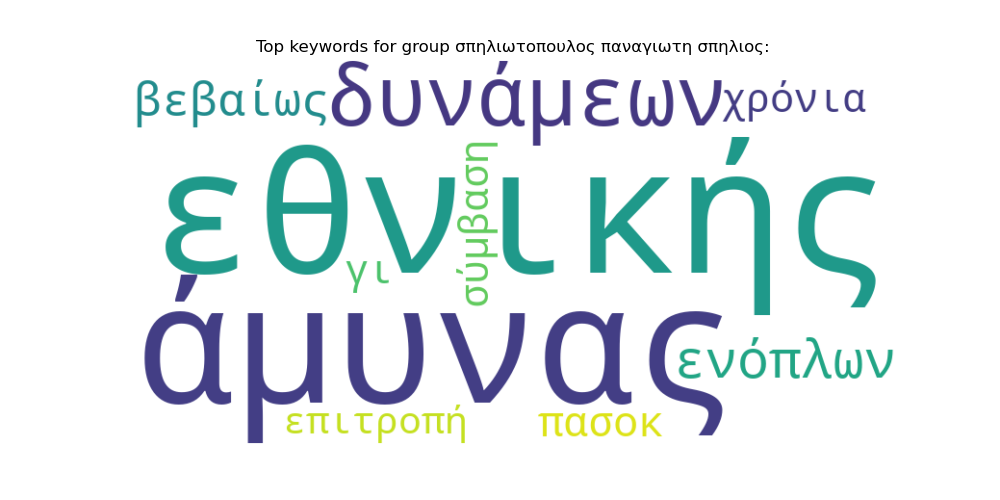 Top keywords for group σπηλιωτοπουλος παναγιωτη σπηλιος:
βεβαίως
δυνάμεων
χρόνια
εθνικής
σύμβαση
γι
άμυνας
ενόπλων
επιτροπή
πασοκ